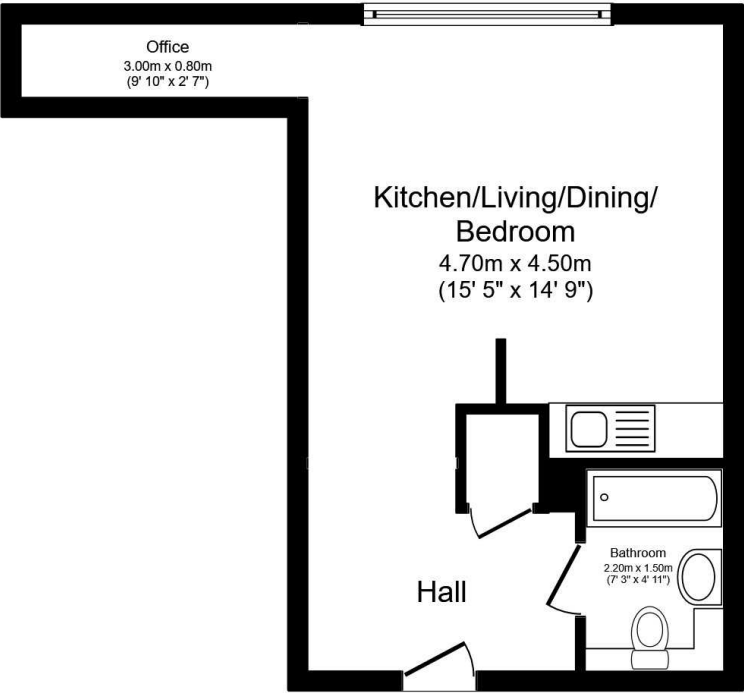 Office
3.00m x 0.80m
(9' 10" x 2' 7")
Kitchen/Living/Dining/
Bedroom
4.70m x 4.50m
(15' 5" x 14' 9")
Bathroom
2.20m x 1.50m
(7' 3" x 4' 11")
Hall